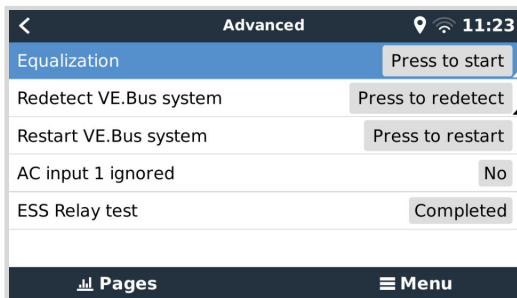 Advanced 11:23
Equalization Press to start
Redetect VE.Bus system Press to redetect
Restart VE.Bus system Press to restart
AC input 1 ignored No
ESS Relay test Completed
Pages Menu